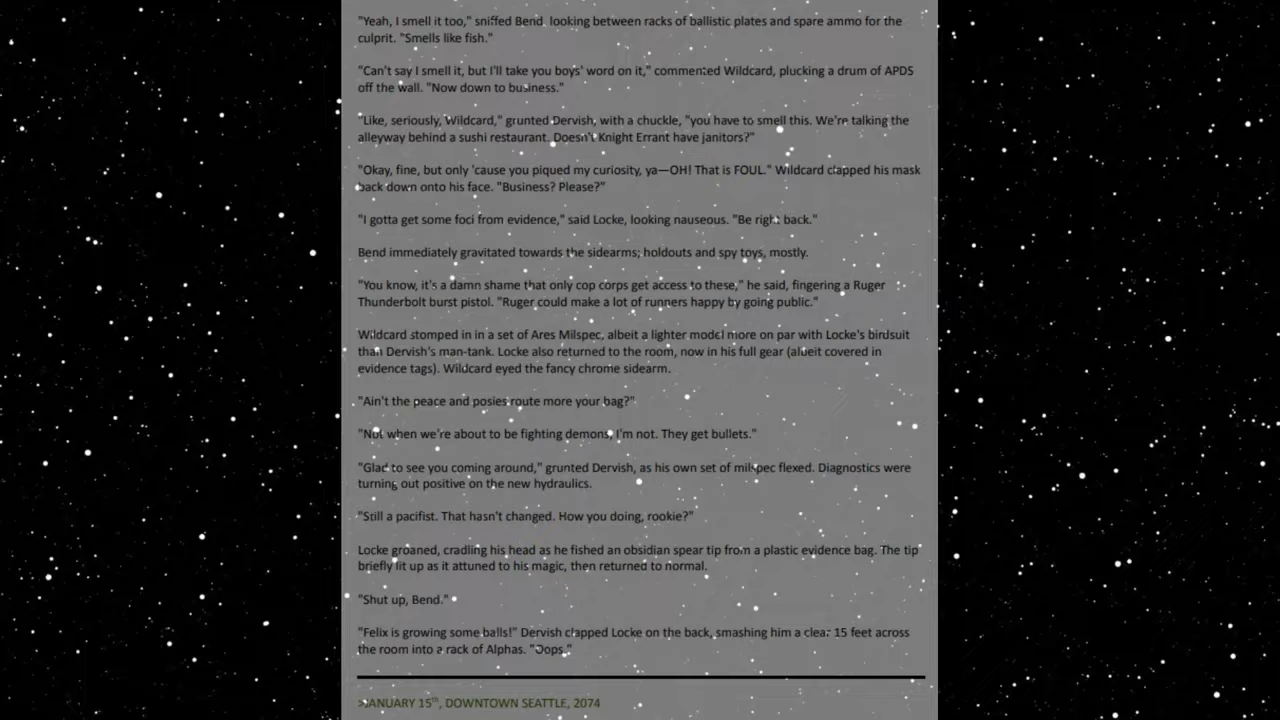 "Yeah, I smell it too," sniffed Bend looking between racks of ballistic plates and spare ammo for the
culprit. "Smells like fish."
"Can't say I smell it, but I'll take you boys' word on it," commented Wildcard, plucking a drum of APDS
off the wall. "Now down to business."
"Like, seriously, Wildcard," grunted Dervish, with a chuckle, "you have to smell this. We're talking the
alleyway behind a sushi restaurant. Doesn't Knight Errant have janitors?"
"Okay, fine, but only 'cause you piqued my curiosity, ya—OH! That is FOUL." Wildcard clapped his mask
back down onto his face. "Business? Please?"
"I gotta get some foci from evidence," said Locke, looking nauseous. "Be right back."
Bend immediately gravitated towards the sidearms; holdouts and spy toys, mostly.
"You know, it's a damn shame that only cop corps get access to these," he said, fingering a Ruger
Thunderbolt burst pistol. "Ruger could make a lot of runners happy by going public."
Wildcard stomped in in a set of Ares Milspec, albeit a lighter model more on par with Locke's birdsuit
than Dervish's man-tank. Locke also returned to the room, now in his full gear (albeit covered in
evidence tags). Wildcard eyed the fancy chrome sidearm.
"Ain't the peace and posies route more your bag?"
"Not when we're about to be fighting demons, I'm not. They get bullets."
"Glad to see you coming around," grunted Dervish, as his own set of milspec flexed. Diagnostics were
turning out positive on the new hydraulics.
"Still a pacifist. That hasn't changed. How you doing, rookie?"
Locke groaned, cradling his head as he fished an obsidian spear tip from a plastic evidence bag. The tip
briefly lit up as it attuned to his magic, then returned to normal.
"Shut up, Bend."
"Felix is growing some balls!" Dervish clapped Locke on the back, smashing him a clear 15 feet across
the room into a rack of Alphas. "Oops."
>JANUARY 15th, DOWNTOWN SEATTLE, 2074